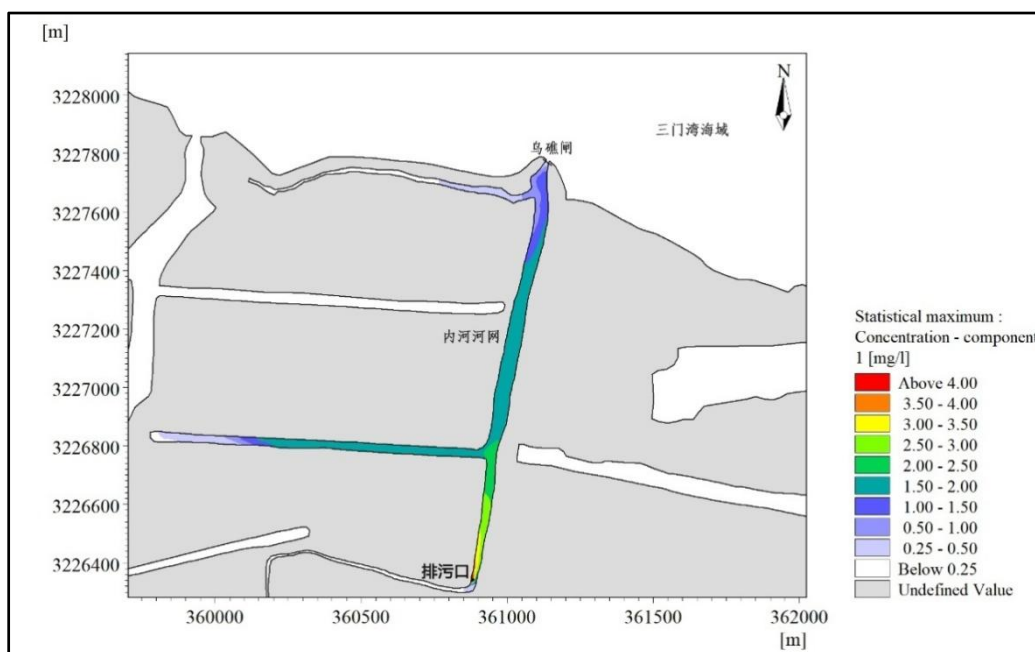 [m]
N
三门湾海域
乌礁闸
3228000
3227800
3227600
3227400
3227200
3227000
3226800
3226600
3226400
内河河网
排污口
360000
360500
361000
361500
362000
[m]
Statistical maximum :
Concentration - component
1 [mg/l]
Above 4.00
3.50 - 4.00
3.00 - 3.50
2.50 - 3.00
2.00 - 2.50
1.50 - 2.00
1.00 - 1.50
0.50 - 1.00
0.25 - 0.50
Below 0.25
Undefined Value